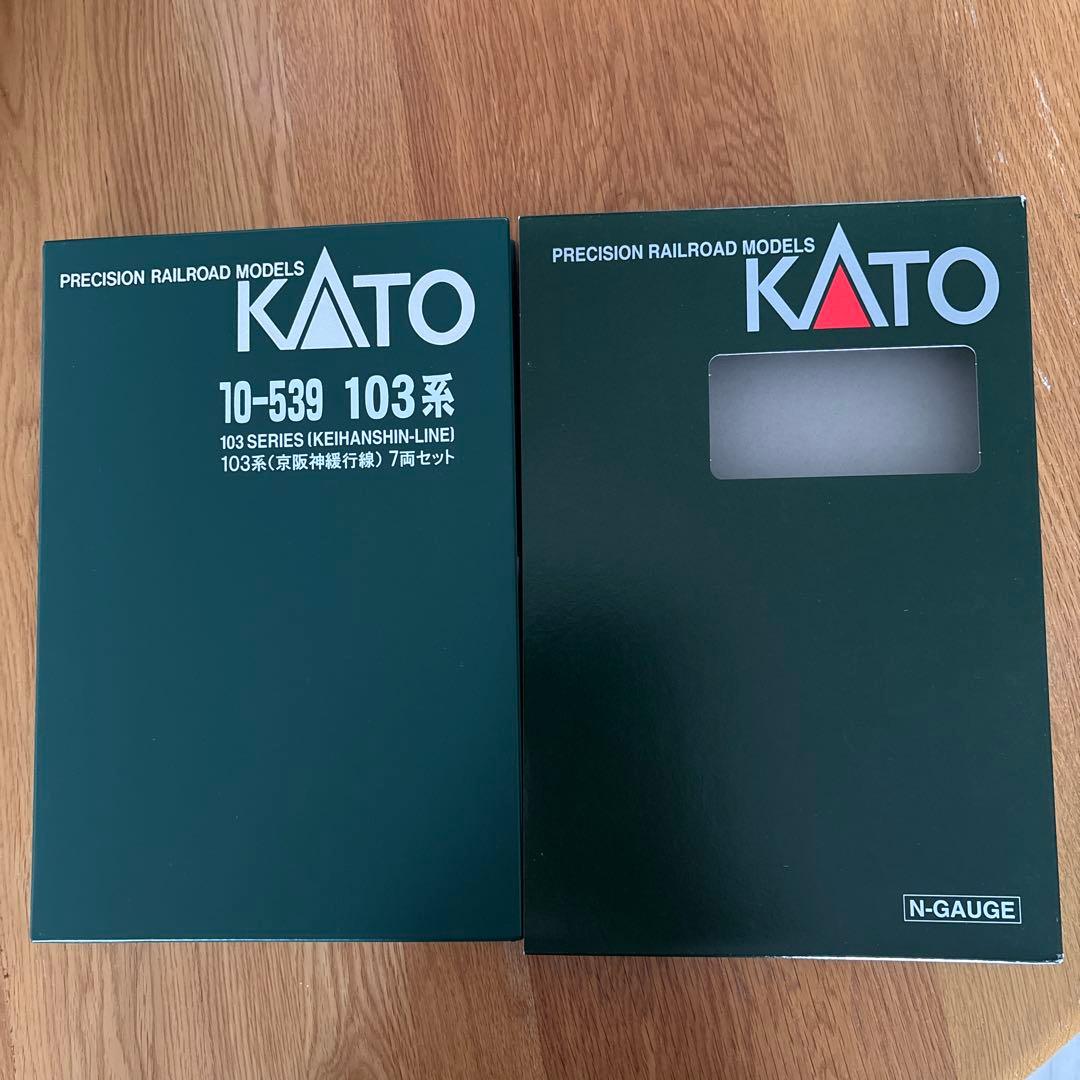 PRECISION RAILROAD MODELS
KATO
10-539 103系
103 SERIES (KEIHANSHIN-LINE)
103系(京阪神緩行線) 7両セット
PRECISION RAILROAD MODELS
KATO
N-GAUGE